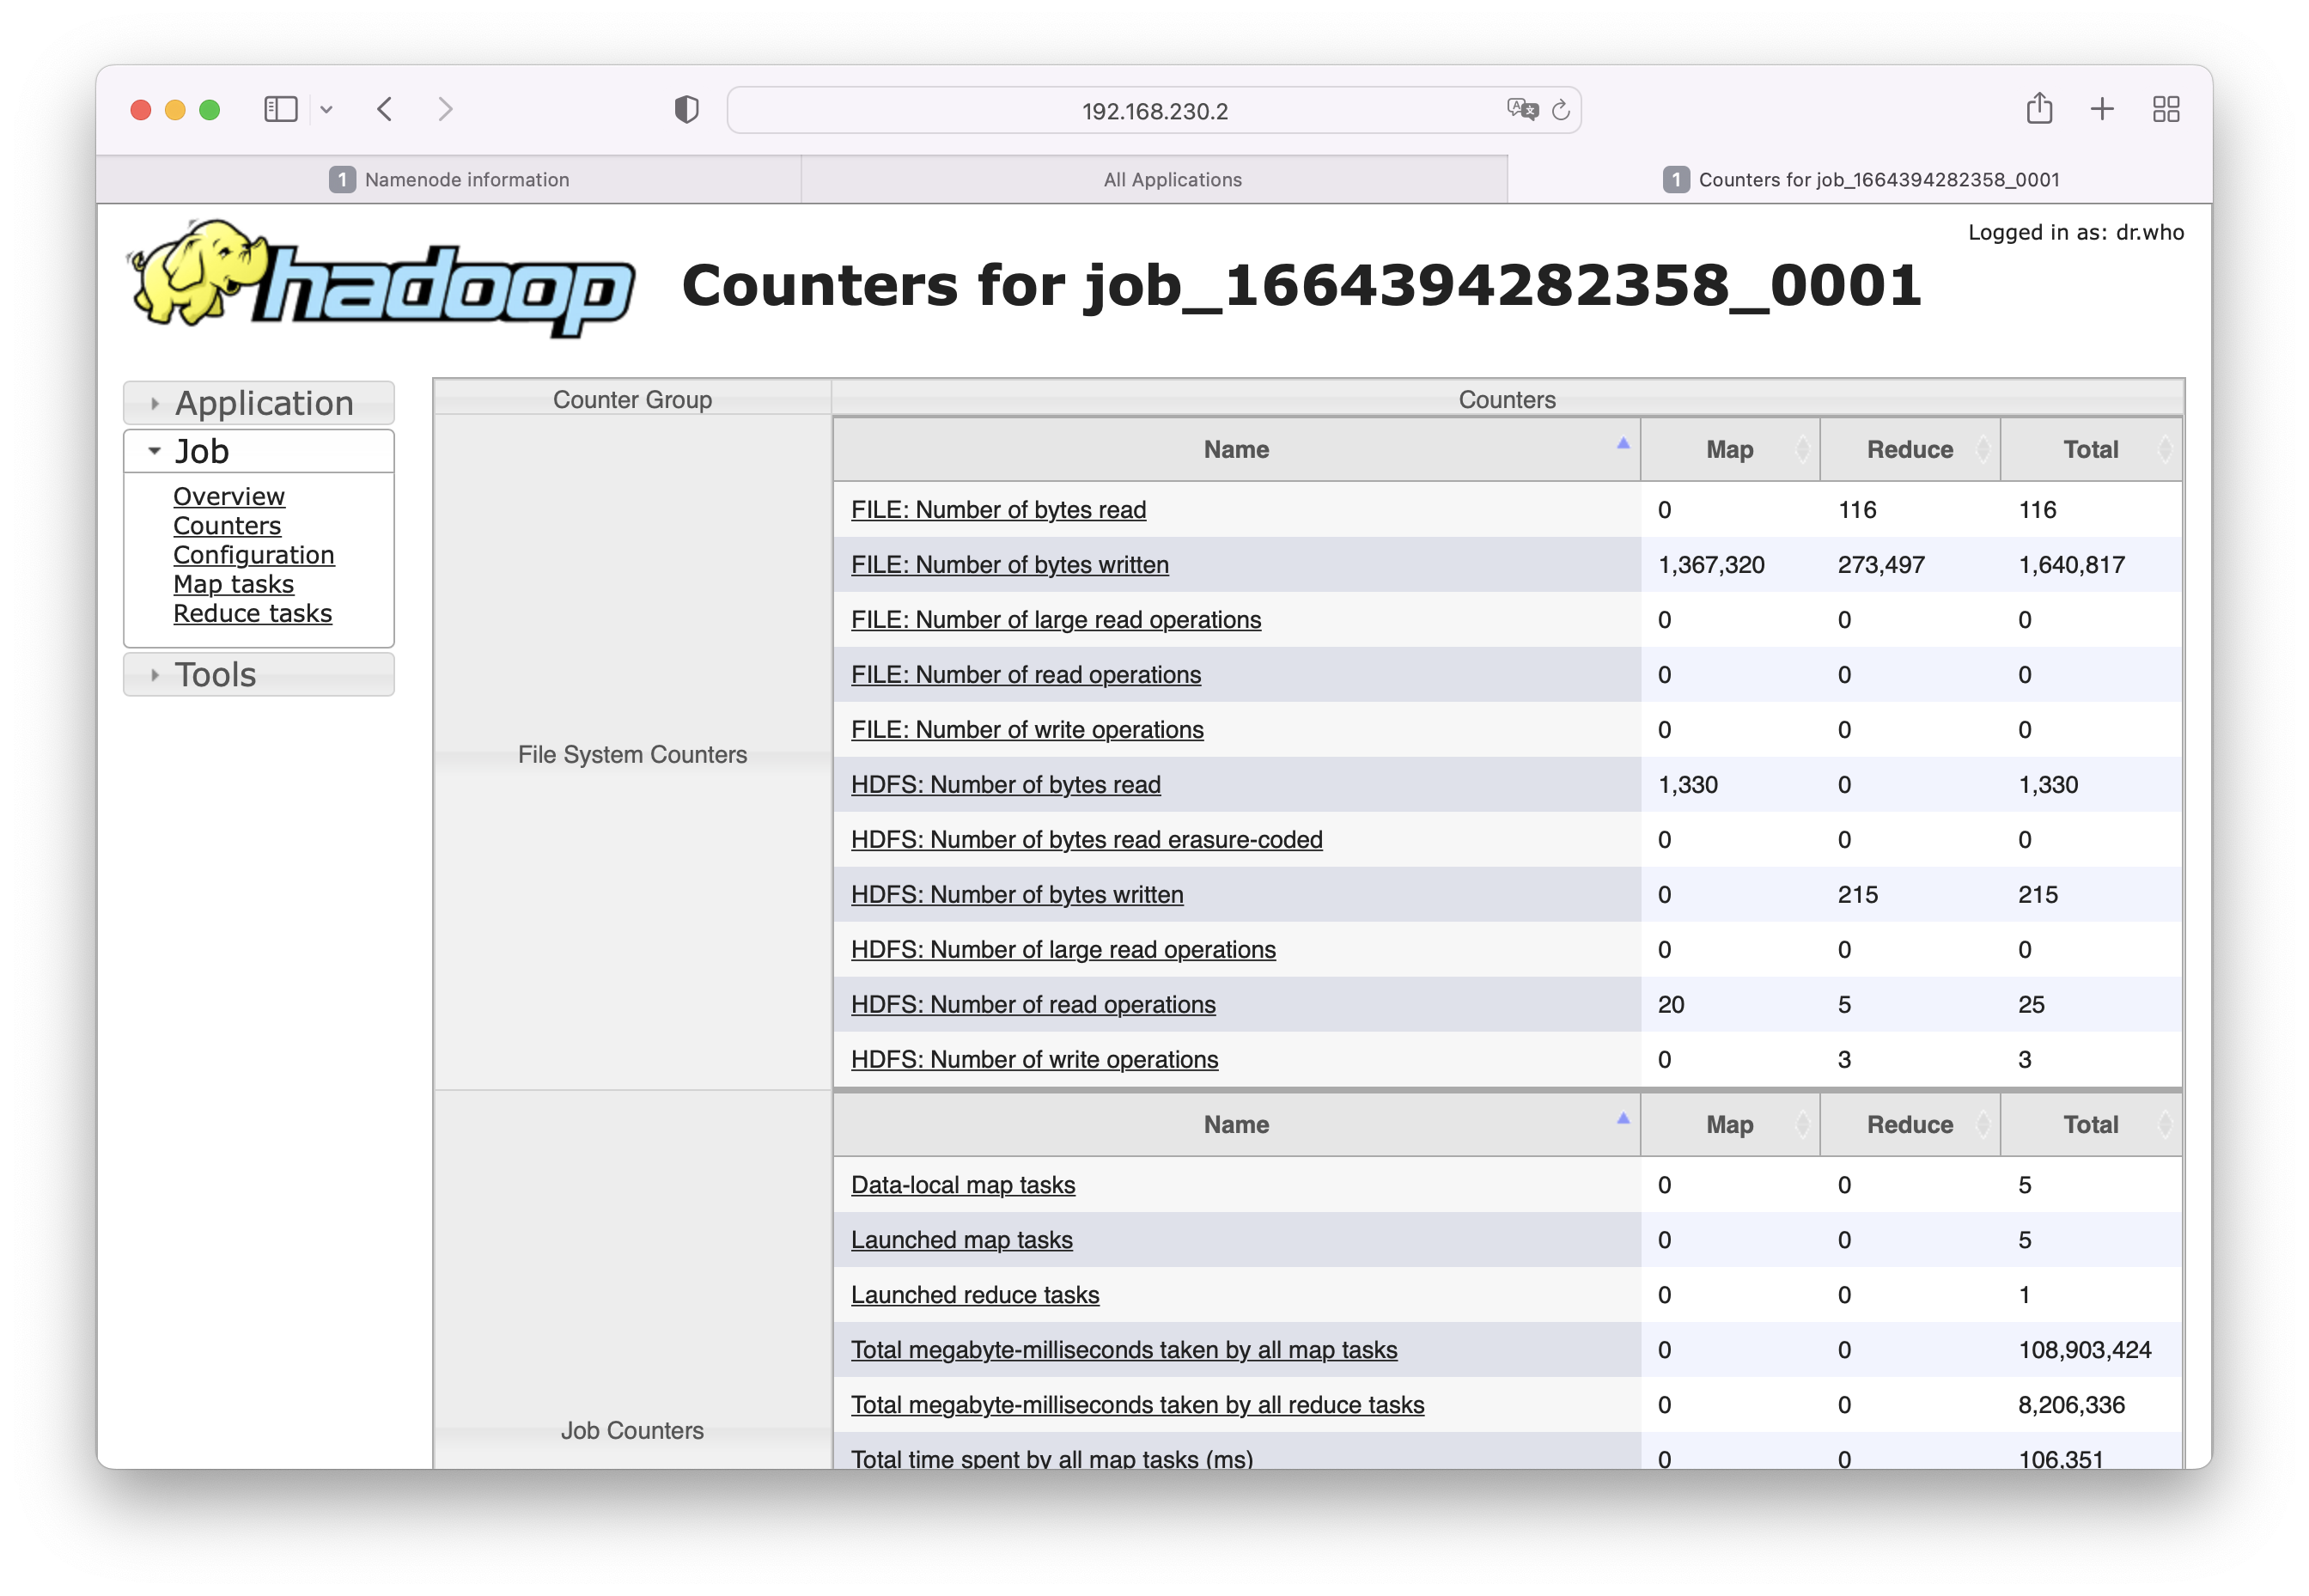 192.168.230.2
1 Namenode information
All Applications
1 Counters for job_1664394282358_0001
Logged in as: dr.who
hadoop
Counters for job_1664394282358_0001
Application
Job
Overview
Counters
Configuration
Map tasks
Reduce tasks
Tools
Counter Group Counters
File System Counters
Name Map Reduce Total
FILE: Number of bytes read 0 116 116
FILE: Number of bytes written 1,367,320 273,497 1,640,817
FILE: Number of large read operations 0 0 0
FILE: Number of read operations 0 0 0
FILE: Number of write operations 0 0 0
HDFS: Number of bytes read 1,330 0 1,330
HDFS: Number of bytes read erasure-coded 0 0 0
HDFS: Number of bytes written 0 215 215
HDFS: Number of large read operations 0 0 0
HDFS: Number of read operations 20 5 25
HDFS: Number of write operations 0 3 3
Job Counters
Name Map Reduce Total
Data-local map tasks 0 0 5
Launched map tasks 0 0 5
Launched reduce tasks 0 0 1
Total megabyte-milliseconds taken by all map tasks 0 0 108,903,424
Total megabyte-milliseconds taken by all reduce tasks 0 0 8,206,336
Total time spent by all map tasks (ms) 0 0 106,351